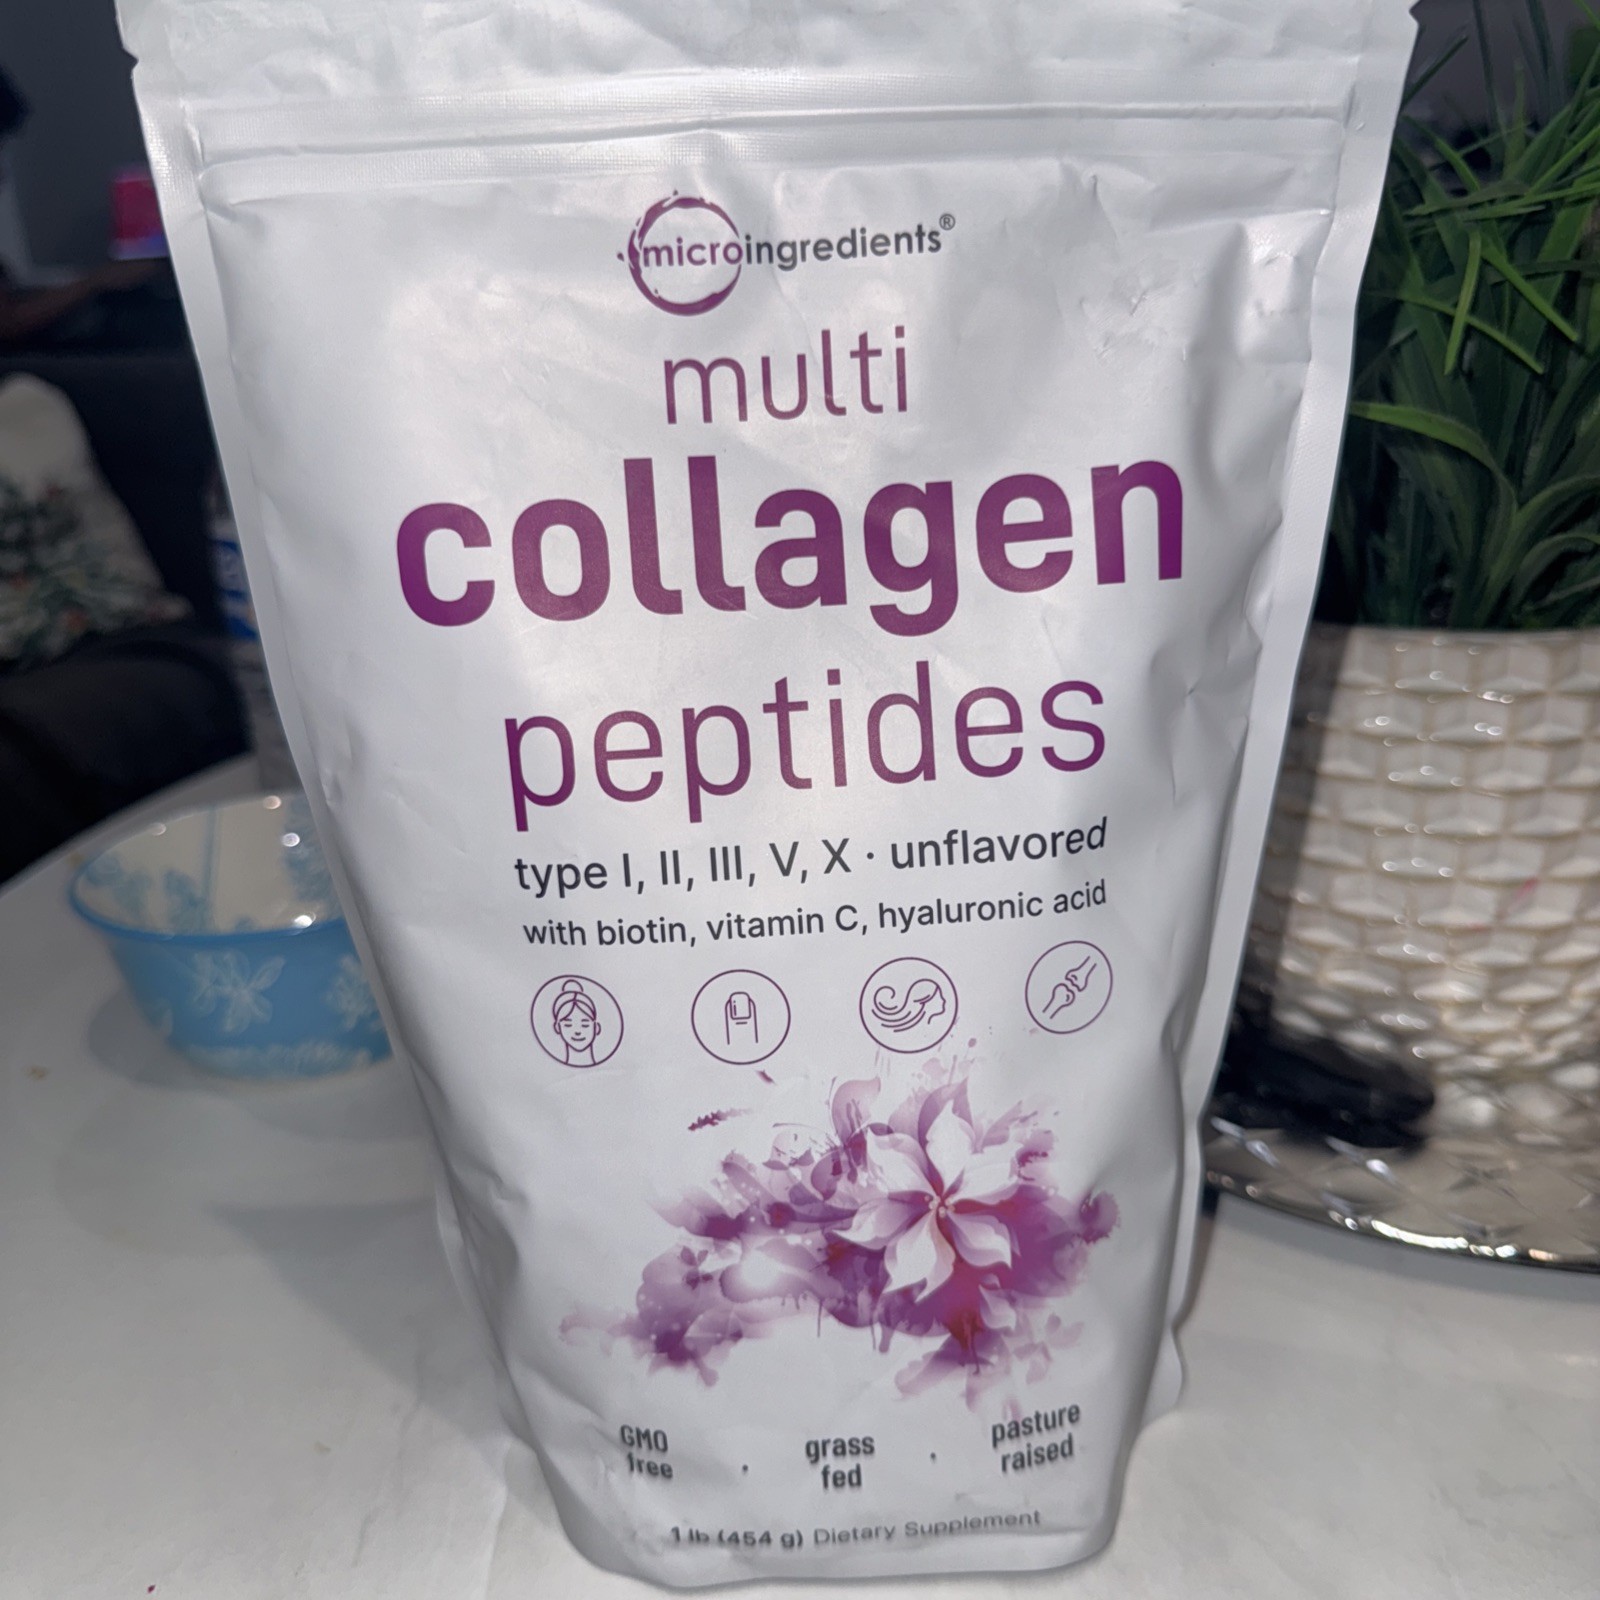 microingredients®
multi
collagen
peptides
type I, II, III, V, X · unflavored
with biotin, vitamin C, hyaluronic acid
GMO free · grass fed · pasture raised
1 lb (454 g) Dietary Supplement